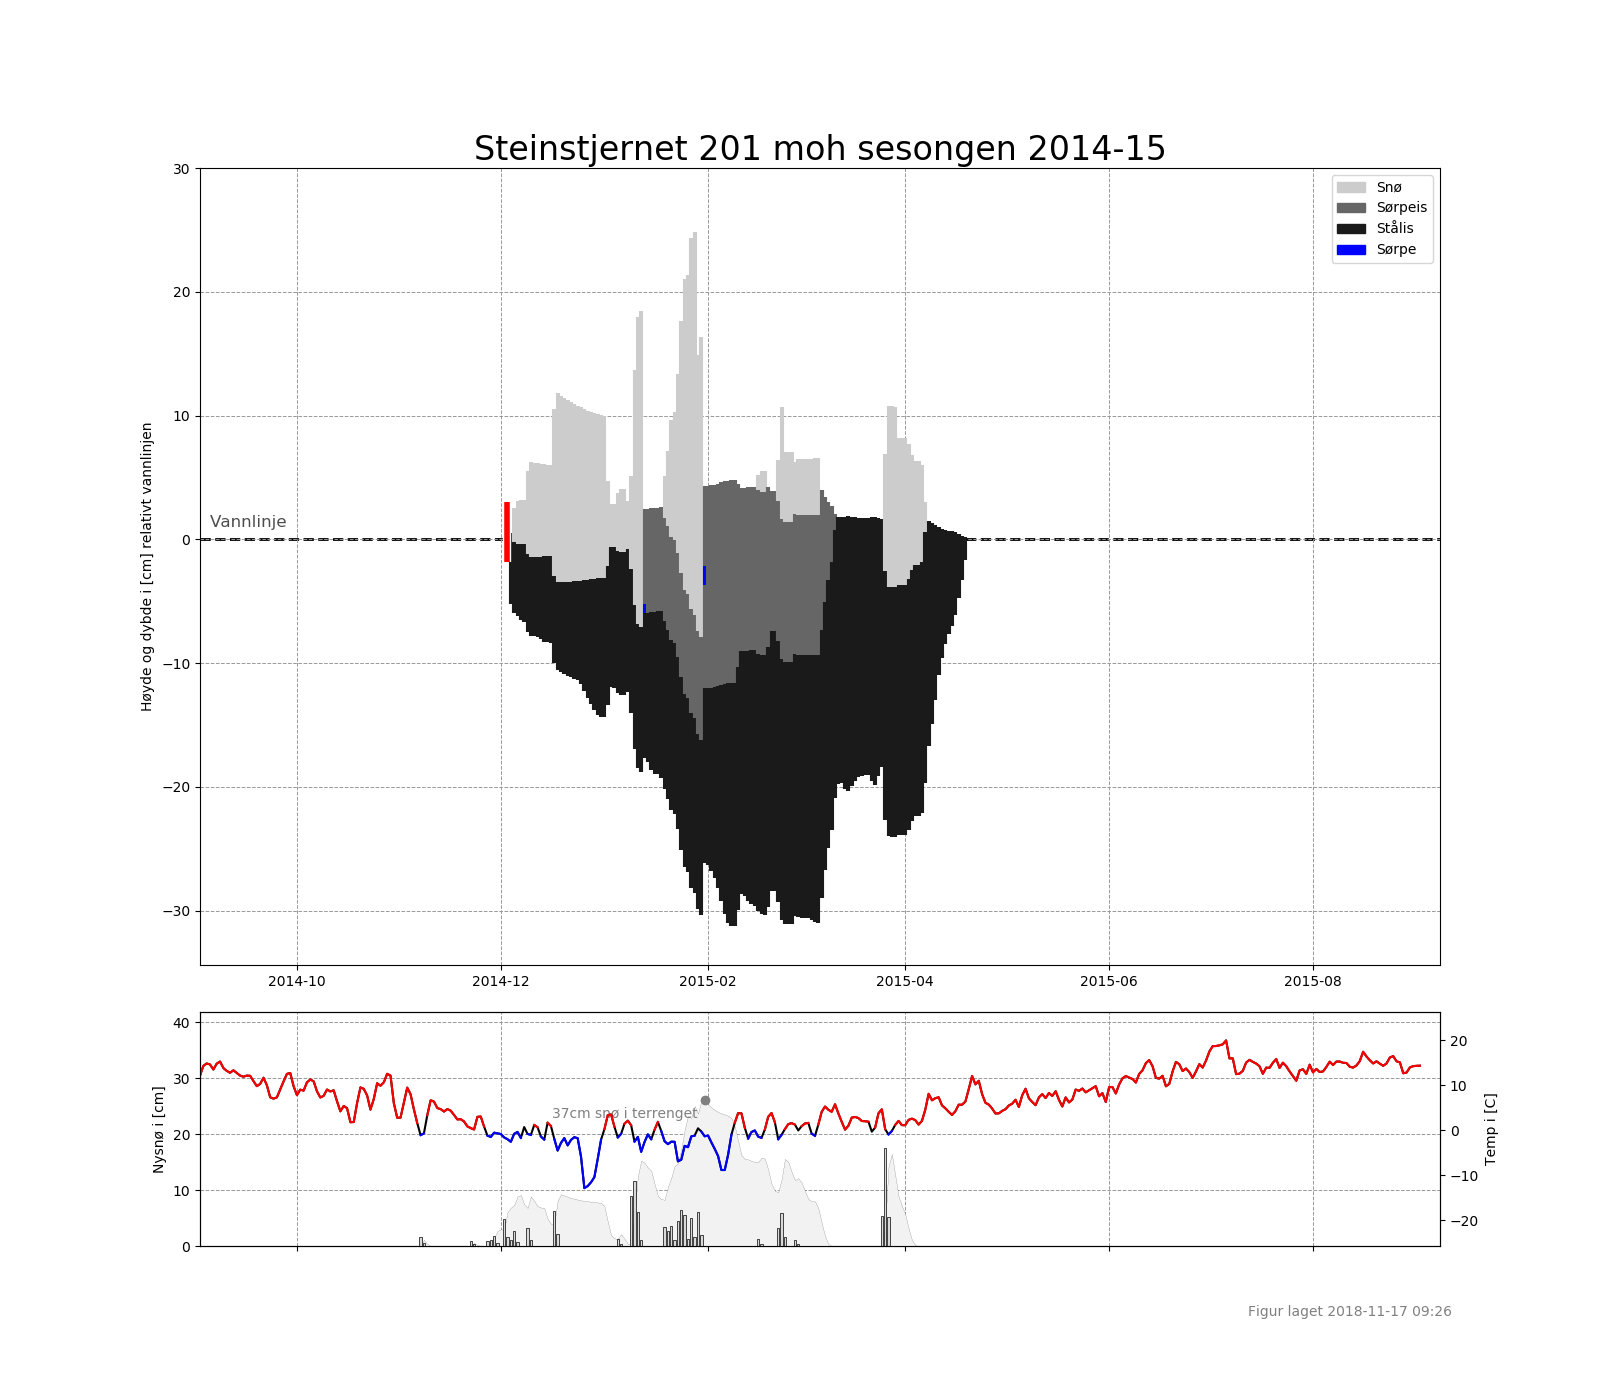 Steinstjernet 201 moh sesongen 2014-15
30
20
10
0
−10
−20
−30
Høyde og dybde i [cm] relativt vannlinjen
Vannlinje
Snø
Sørpeis
Stålis
Sørpe
2014-10 2014-12 2015-02 2015-04 2015-06 2015-08
40
30
20
10
0
Nysnø i [cm]
37cm snø i terrenget
20
10
0
−10
−20
Temp i [C]
Figur laget 2018-11-17 09:26